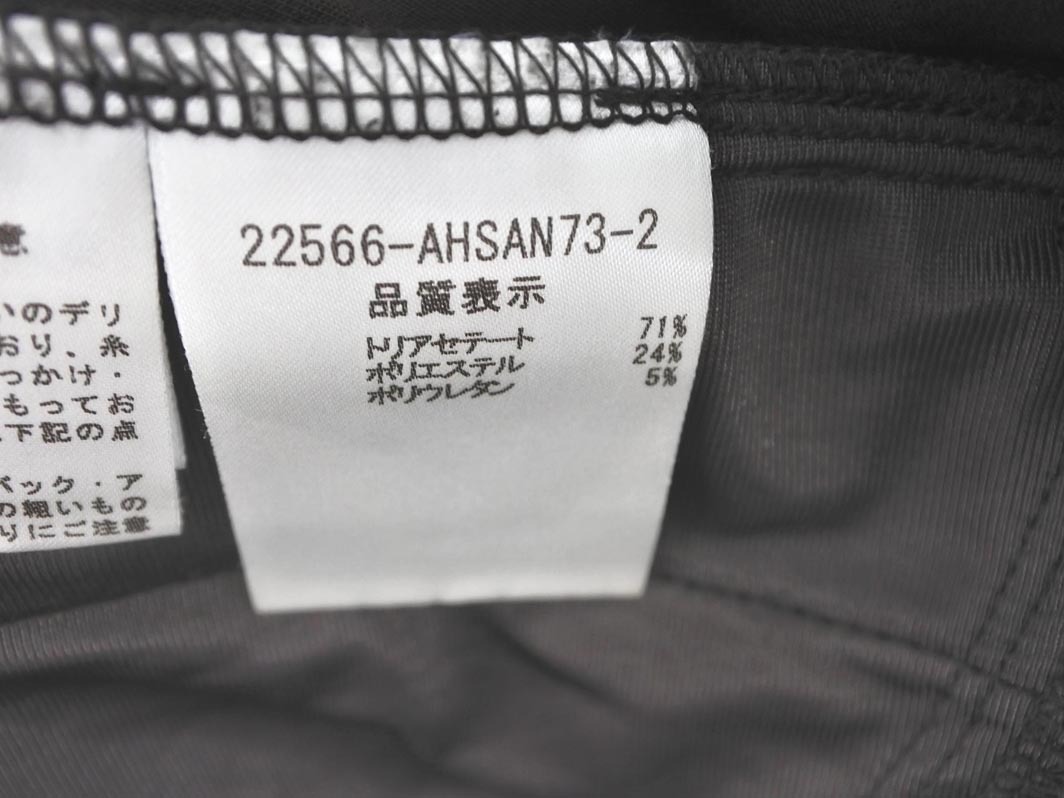 意
いのデリ
おり、糸
っかけ・
もってお
下記の点
バック・ア
の細いもの
りにご注意
22566-AHSAN73-2
品質表示
トリアセテート 71%
ポリエステル 24%
ポリウレタン 5%